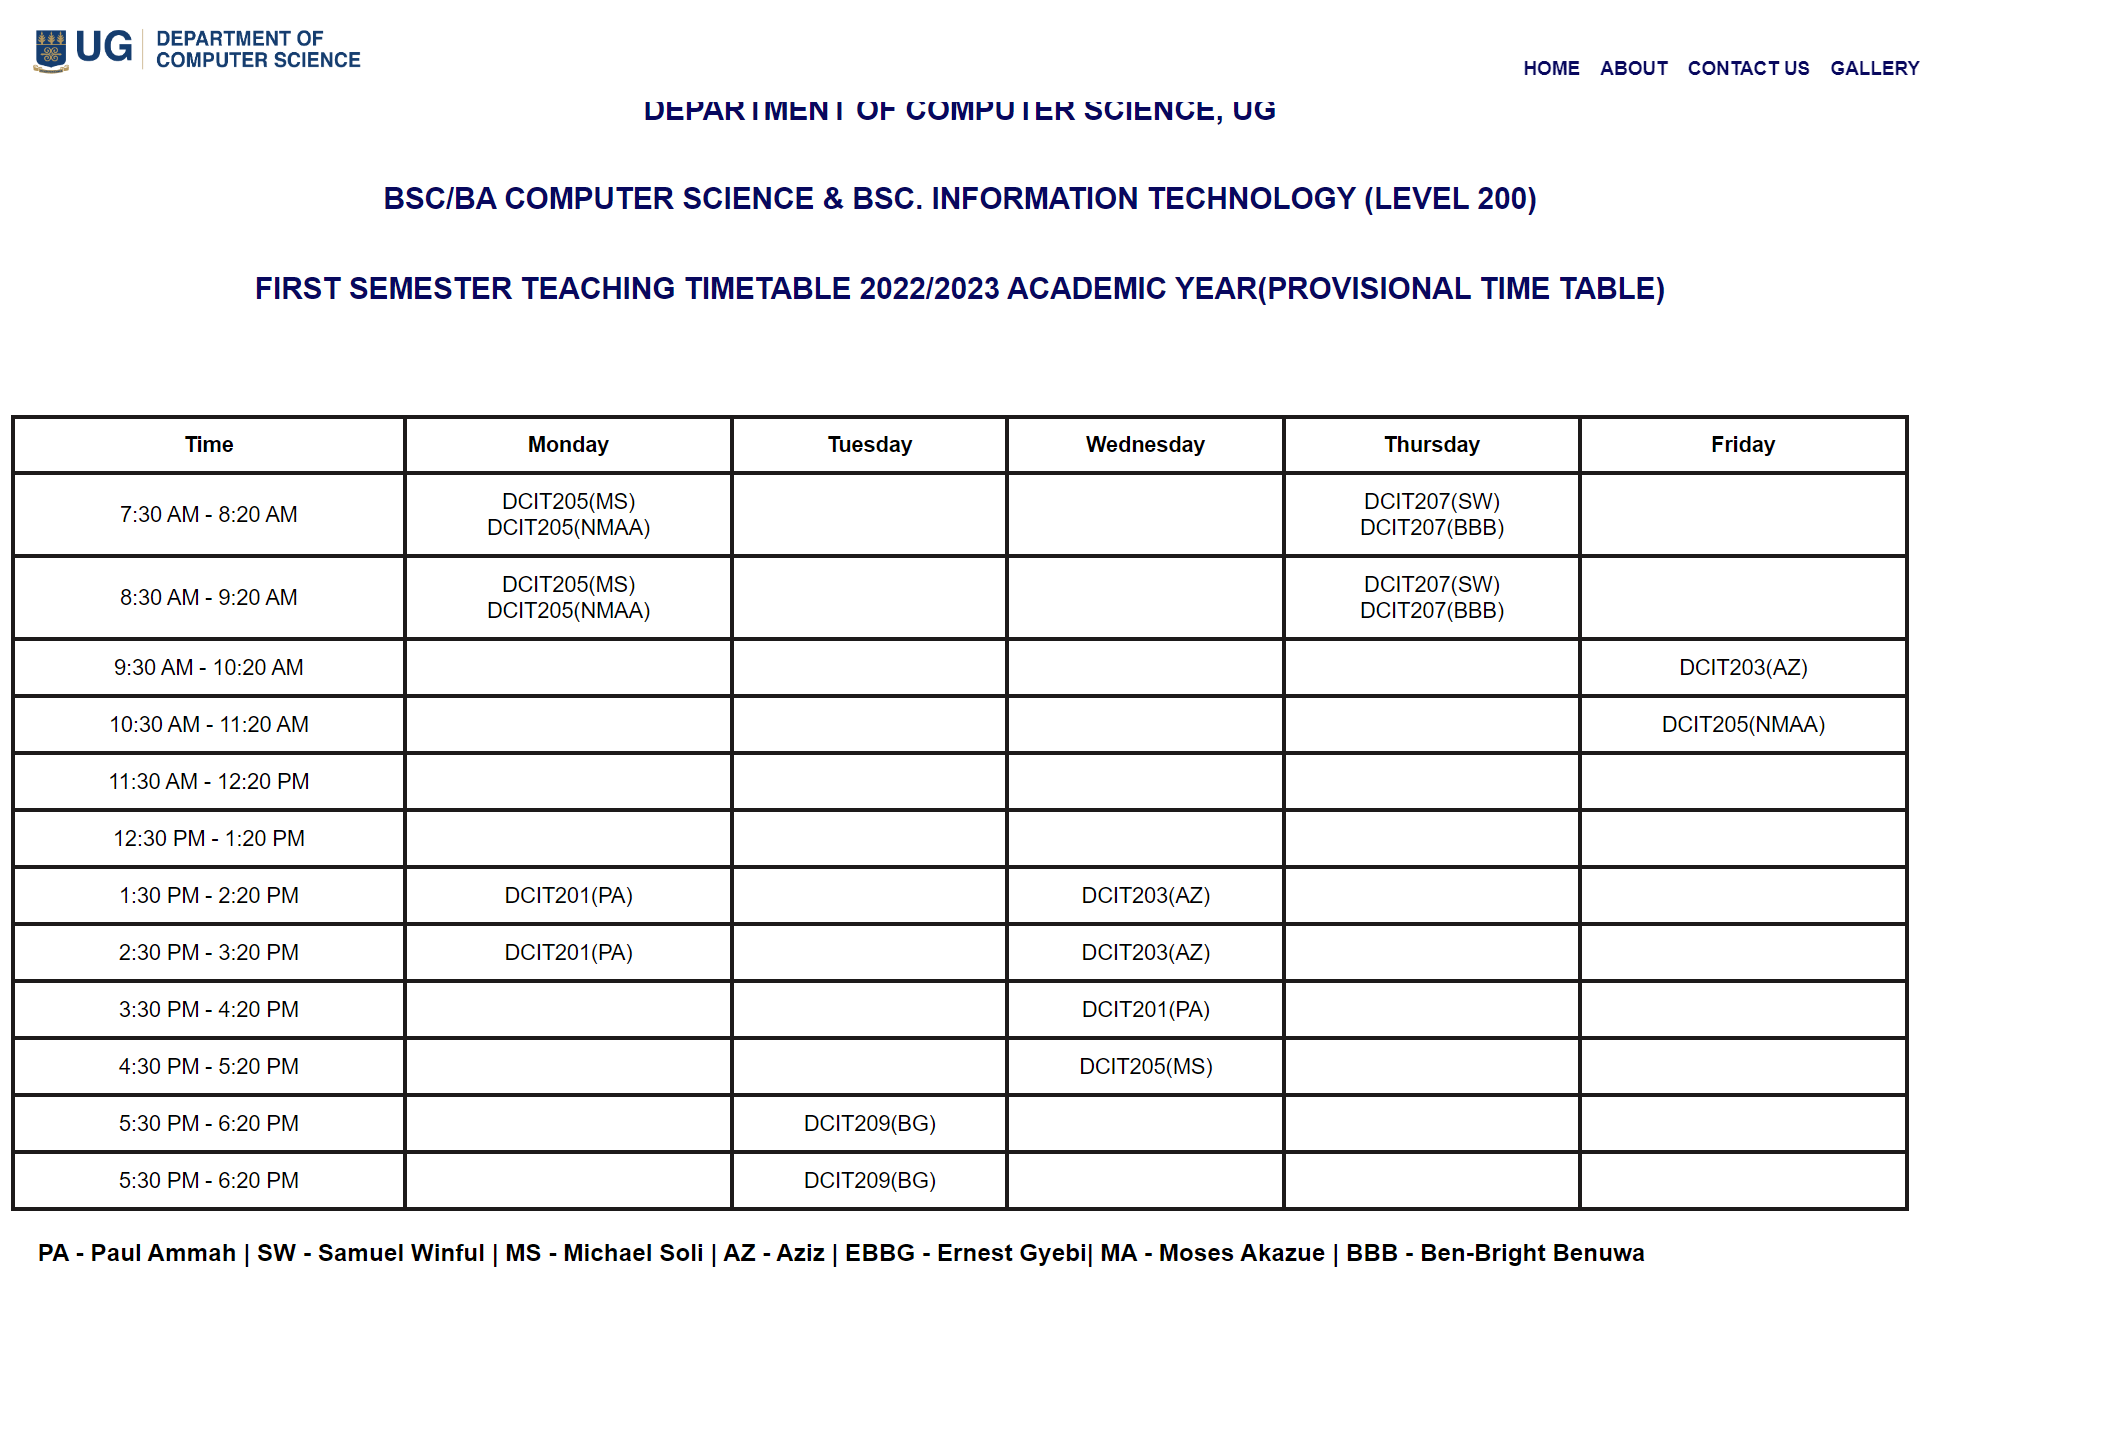 UG
DEPARTMENT OF
COMPUTER SCIENCE
HOME ABOUT CONTACT US GALLERY
DEPARTMENT OF COMPUTER SCIENCE, UG
BSC/BA COMPUTER SCIENCE & BSC. INFORMATION TECHNOLOGY (LEVEL 200)
FIRST SEMESTER TEACHING TIMETABLE 2022/2023 ACADEMIC YEAR(PROVISIONAL TIME TABLE)
Time Monday Tuesday Wednesday Thursday Friday
7:30 AM - 8:20 AM DCIT205(MS) DCIT207(SW)
DCIT205(NMAA) DCIT207(BBB)
8:30 AM - 9:20 AM DCIT205(MS) DCIT207(SW)
DCIT205(NMAA) DCIT207(BBB)
9:30 AM - 10:20 AM DCIT203(AZ)
10:30 AM - 11:20 AM DCIT205(NMAA)
11:30 AM - 12:20 PM
12:30 PM - 1:20 PM
1:30 PM - 2:20 PM DCIT201(PA) DCIT203(AZ)
2:30 PM - 3:20 PM DCIT201(PA) DCIT203(AZ)
3:30 PM - 4:20 PM DCIT201(PA)
4:30 PM - 5:20 PM DCIT205(MS)
5:30 PM - 6:20 PM DCIT209(BG)
5:30 PM - 6:20 PM DCIT209(BG)
PA - Paul Ammah | SW - Samuel Winful | MS - Michael Soli | AZ - Aziz | EBBG - Ernest Gyebi| MA - Moses Akazue | BBB - Ben-Bright Benuwa